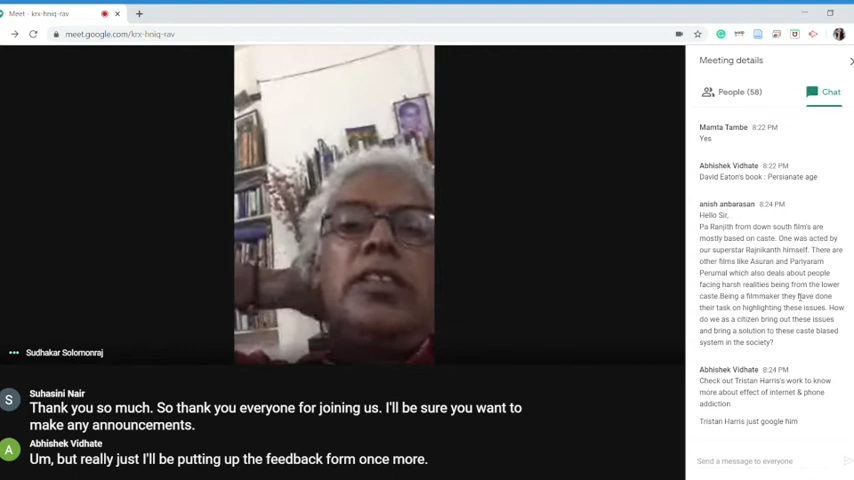 Meet - krx-hniq-rav
meet.google.com/krx-hniq-rav
Meeting details
People (58)
Chat
Mamta Tambe 8:22 PM
Yes
Abhishek Vidhate 8:22 PM
David Eaton's book : Persianate age
anish anbarasan 8:24 PM
Hello Sir,
Pa Ranjith from down south film's are
mostly based on caste. One was acted by
our superstar Rajnikanth himself. There are
other films like Asuran and Pariyaram
Perumal which also deals about people
facing harsh realities being from the lower
caste.Being a filmmaker they have done
their task on highlighting these issues. How
do we as a citizen bring out these issues
and bring a solution to these caste biased
system in the society?
Abhishek Vidhate 8:24 PM
Check out Tristan Harris's work to know
more about effect of internet & phone
addiction
Tristan Harris just google him
Send a message to everyone
Sudhakar Solomonraj
S
Suhasini Nair
Thank you so much. So thank you everyone for joining us. I'll be sure you want to
make any announcements.
A
Abhishek Vidhate
Um, but really just I'll be putting up the feedback form once more.